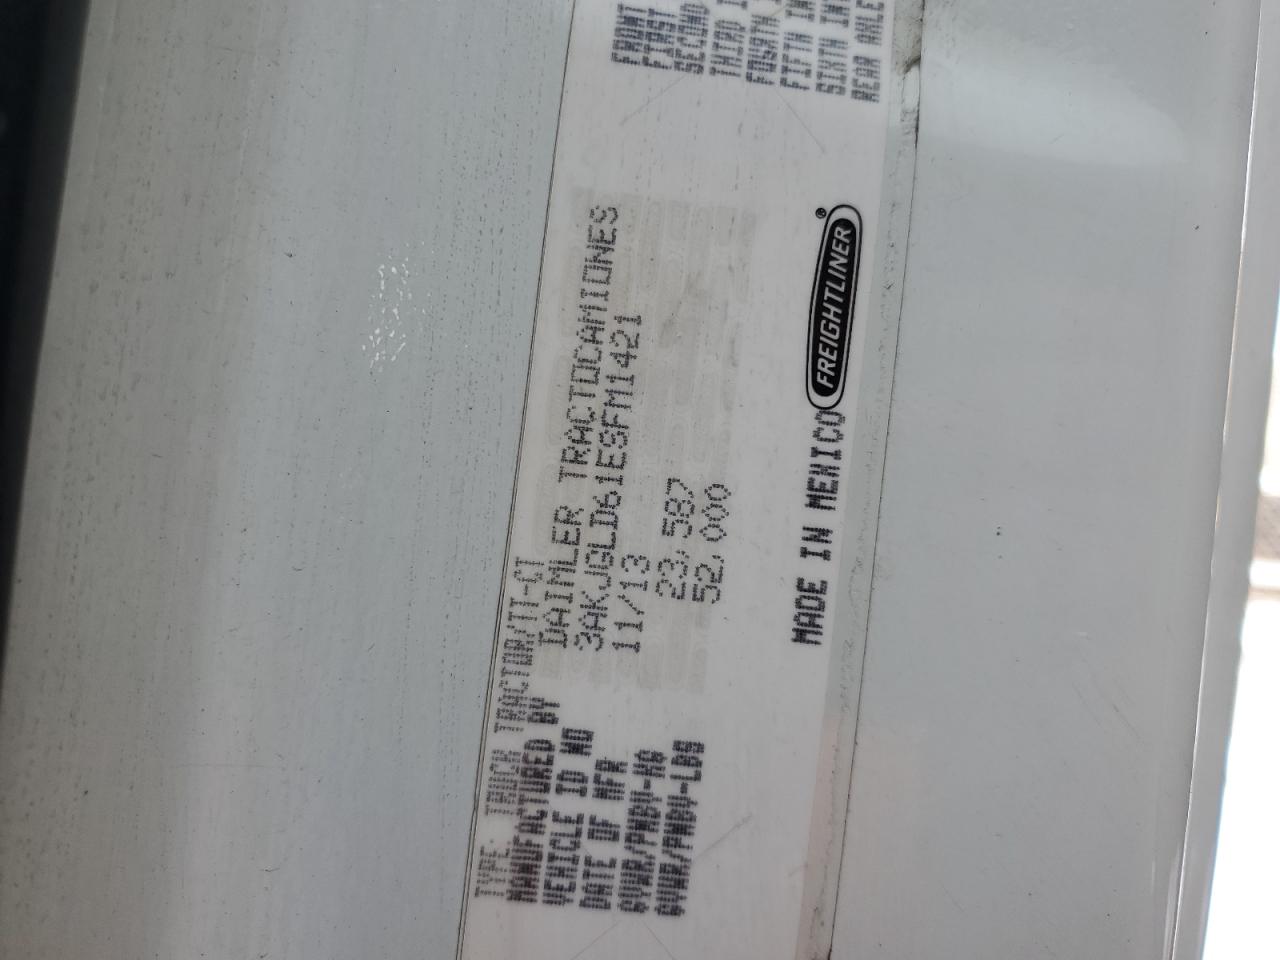 TYPE: TRUCK TRACTOR/TT-CT
MANUFACTURED BY DAIMLER TRACTOCAMIONES
VEHICLE ID NO 3AKJGLD61ESFM1421
DATE OF MFR 11/13
GVWR/PNBV-KG 23,587
GVWR/PNBV-LBS 52,000
MADE IN MEXICO FREIGHTLINER®
FRONT
FIRST
SECOND
THIRD
FOURTH
FIFTH
SIXTH
REAR AXLE